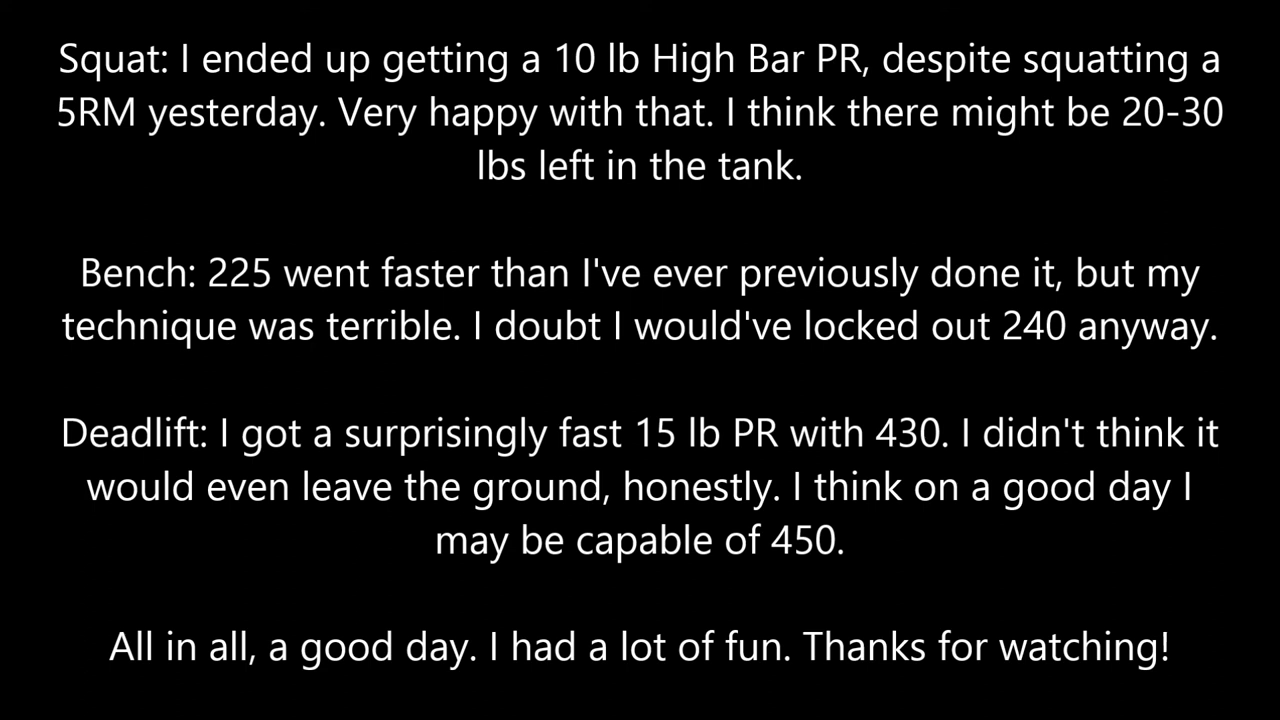 Squat: I ended up getting a 10 lb High Bar PR, despite squatting a
5RM yesterday. Very happy with that. I think there might be 20-30
lbs left in the tank.
Bench: 225 went faster than I've ever previously done it, but my
technique was terrible. I doubt I would've locked out 240 anyway.
Deadlift: I got a surprisingly fast 15 lb PR with 430. I didn't think it
would even leave the ground, honestly. I think on a good day I
may be capable of 450.
All in all, a good day. I had a lot of fun. Thanks for watching!